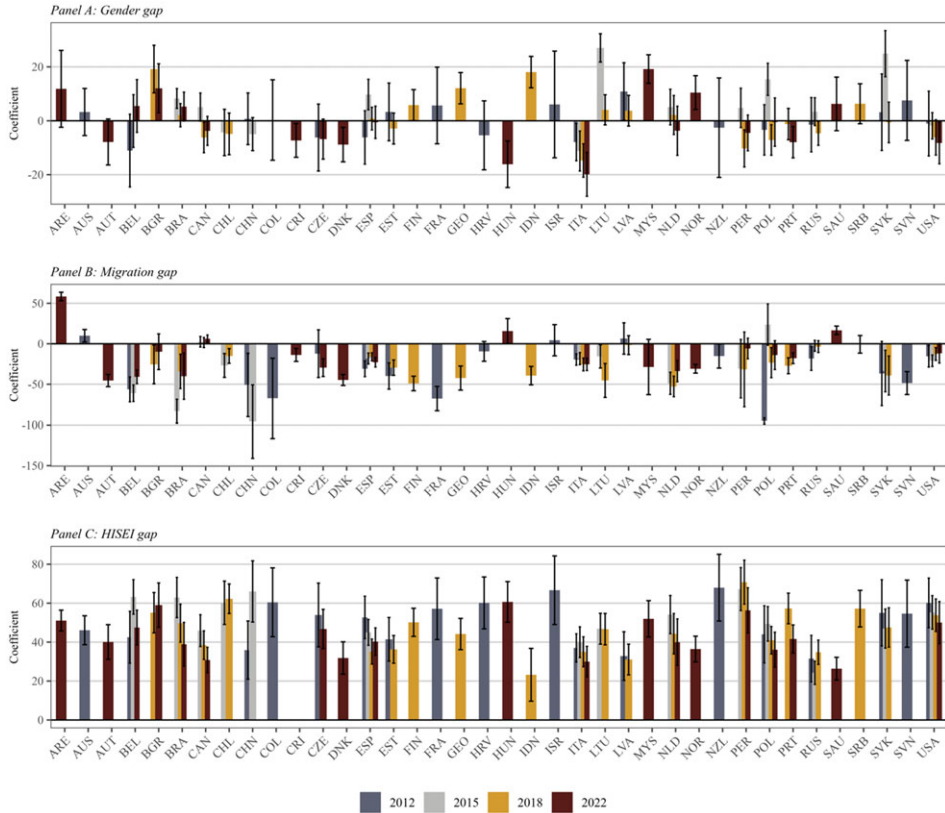 Panel A: Gender gap
Coefficient
20
0
-20
ARE AUS AUT BEL BGR BRA CAN CHL CHN COL CRI CZE DNK ESP EST FIN FRA GEO HRV HUN IDN ISR ITA LTU LVA MYS NLD NOR NZL PER POL PRT RUS SAU SRB SVK SVN USA
Panel B: Migration gap
Coefficient
50
0
-50
-100
-150
ARE AUS AUT BEL BGR BRA CAN CHL CHN COL CRI CZE DNK ESP EST FIN FRA GEO HRV HUN IDN ISR ITA LTU LVA MYS NLD NOR NZL PER POL PRT RUS SAU SRB SVK SVN USA
Panel C: HISEI gap
Coefficient
80
60
40
20
0
ARE AUS AUT BEL BGR BRA CAN CHL CHN COL CRI CZE DNK ESP EST FIN FRA GEO HRV HUN IDN ISR ITA LTU LVA MYS NLD NOR NZL PER POL PRT RUS SAU SRB SVK SVN USA
2012 2015 2018 2022